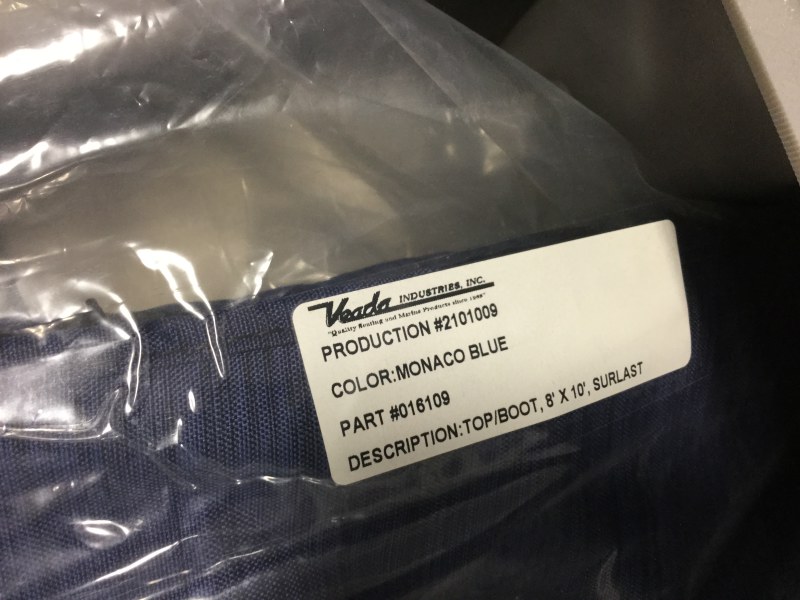 Veada INDUSTRIES, INC.
"Quality Seating and Marine Products since 1968"
PRODUCTION #2101009
COLOR:MONACO BLUE
PART #016109
DESCRIPTION:TOP/BOOT, 8' X 10', SURLAST